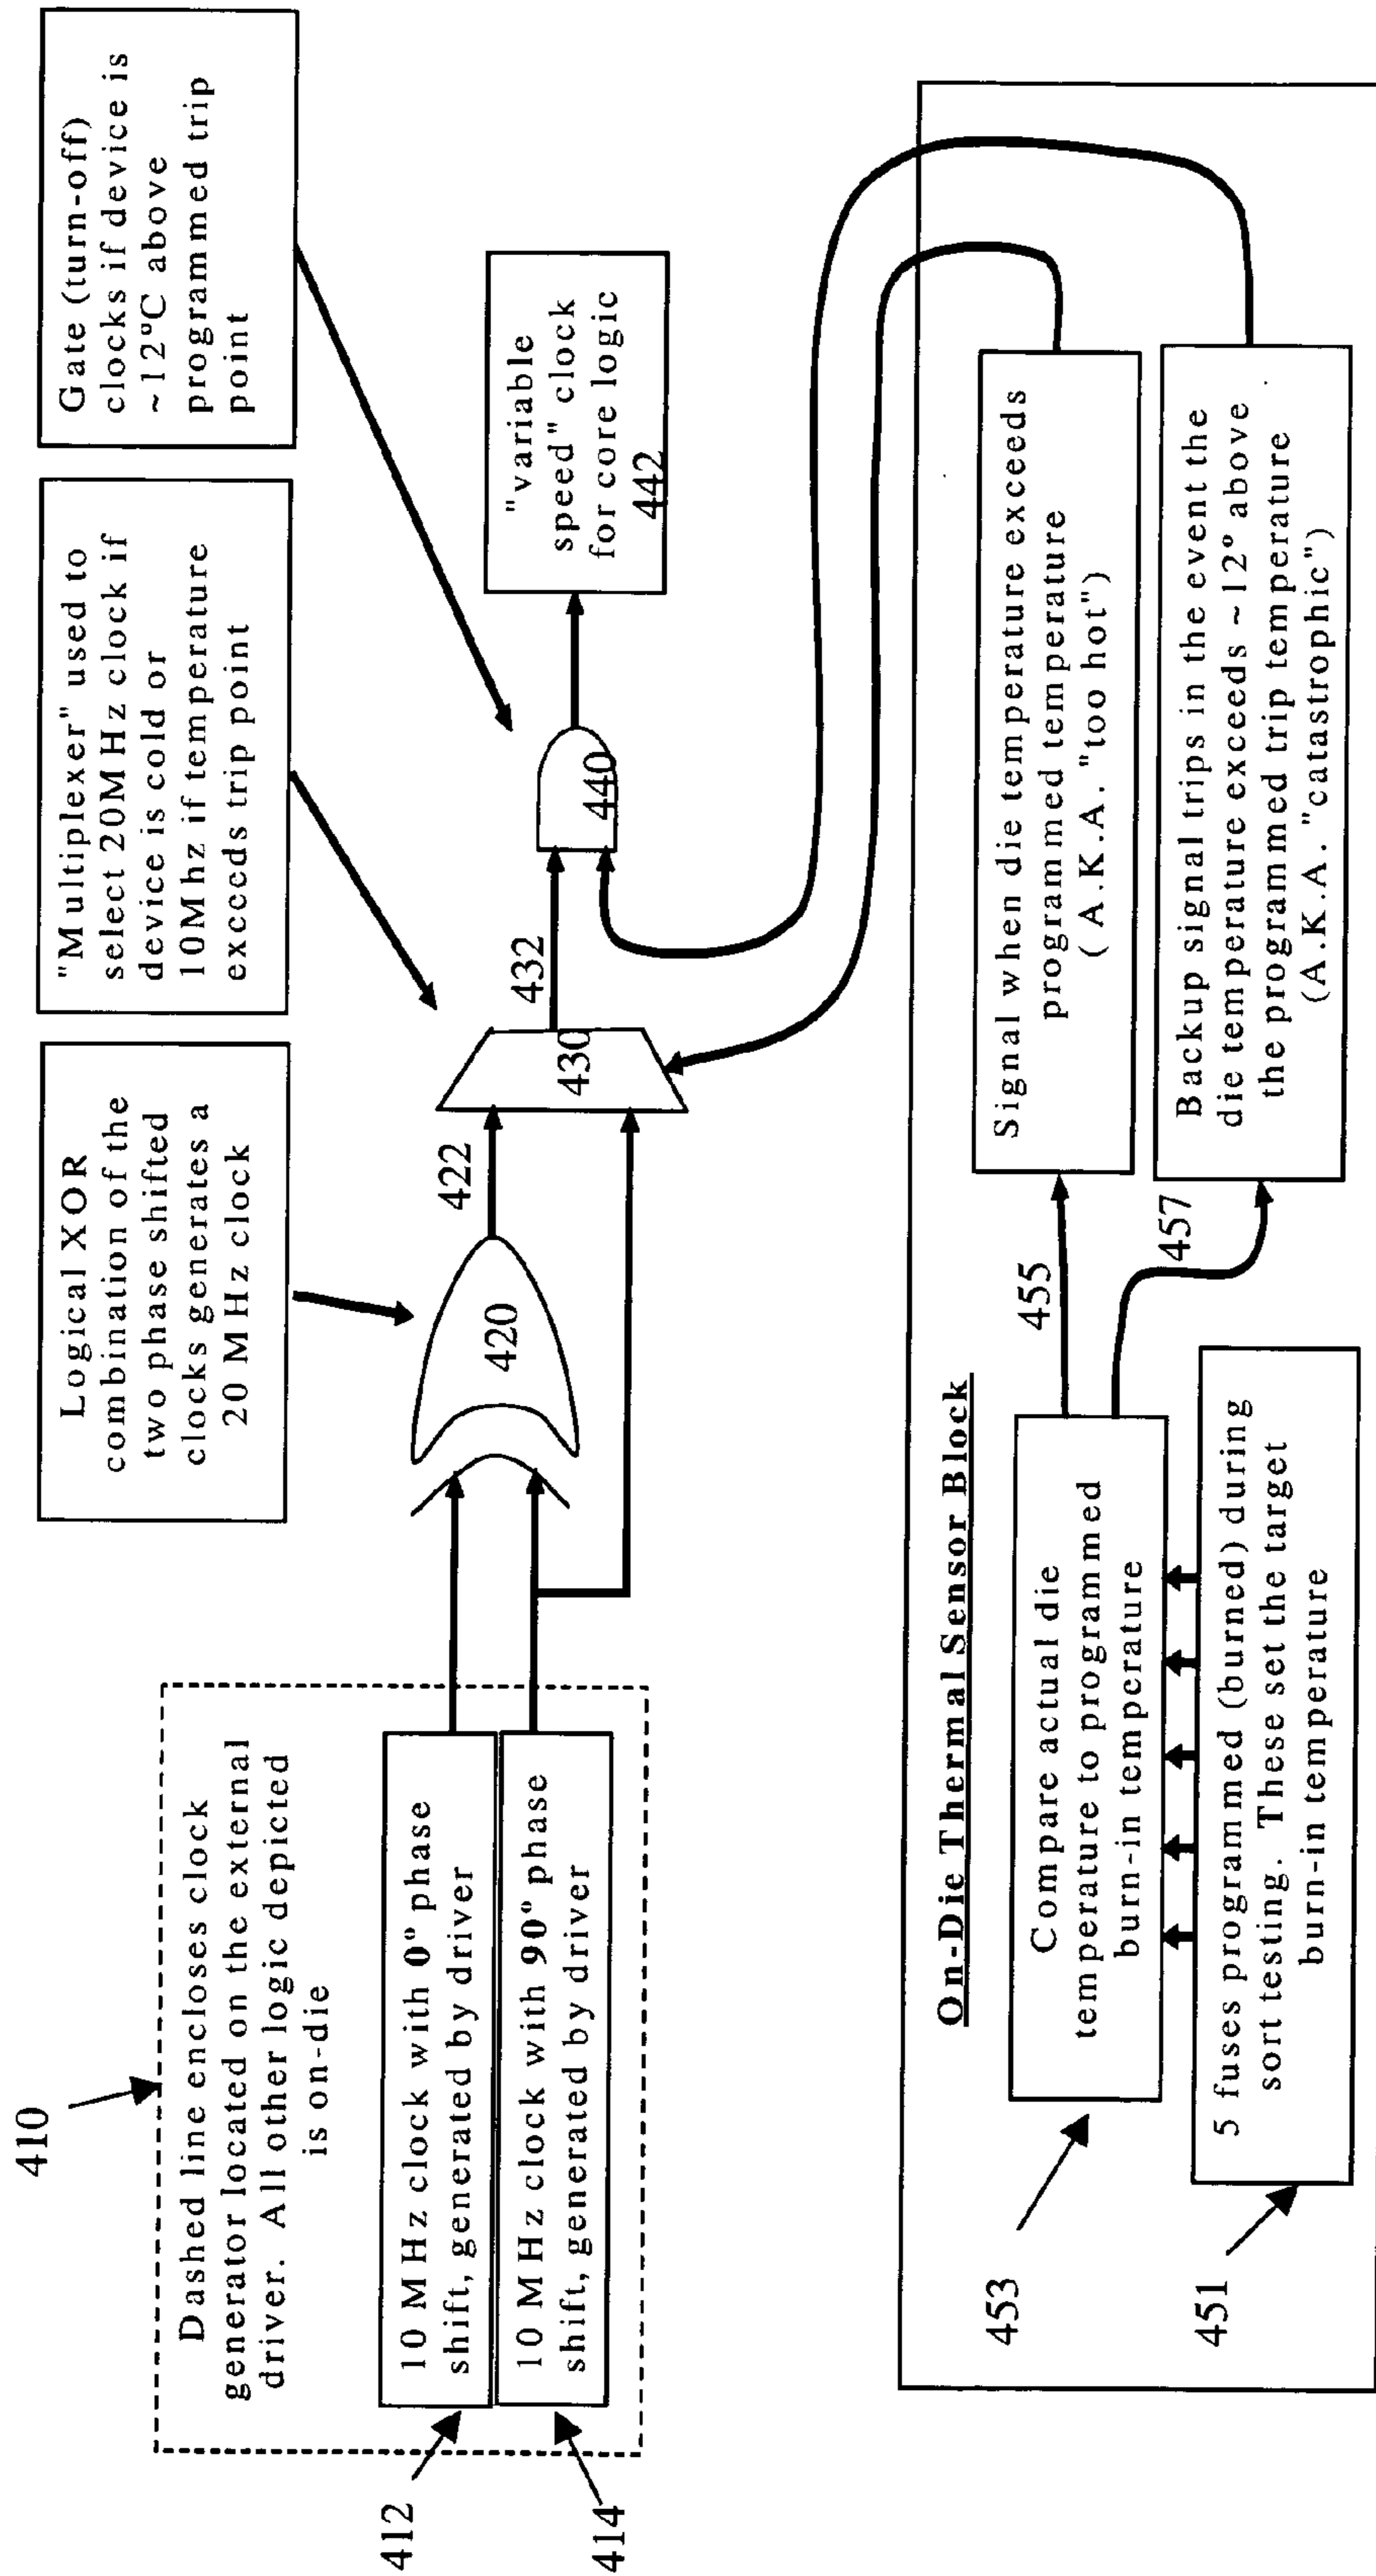 410
Dashed line encloses clock
generator located on the external
driver. All other logic depicted
is on-die
412
10 MHz clock with 0° phase
shift, generated by driver
414
10 MHz clock with 90° phase
shift, generated by driver
Logical XOR
combination of the
two phase shifted
clocks generates a
20 MHz clock
420
422
"Multiplexer" used to
select 20MHz clock if
device is cold or
10Mhz if temperature
exceeds trip point
430
432
Gate (turn-off)
clocks if device is
~12°C above
programmed trip
point
440
"variable
speed" clock
for core logic
442
On-Die Thermal Sensor Block
453
Compare actual die
temperature to programmed
burn-in temperature
451
5 fuses programmed (burned) during
sort testing. These set the target
burn-in temperature
455
Signal when die temperature exceeds
programmed temperature
( A.K.A. "too hot")
457
Backup signal trips in the event the
die temperature exceeds ~12° above
the programmed trip temperature
(A.K.A. "catastrophic")